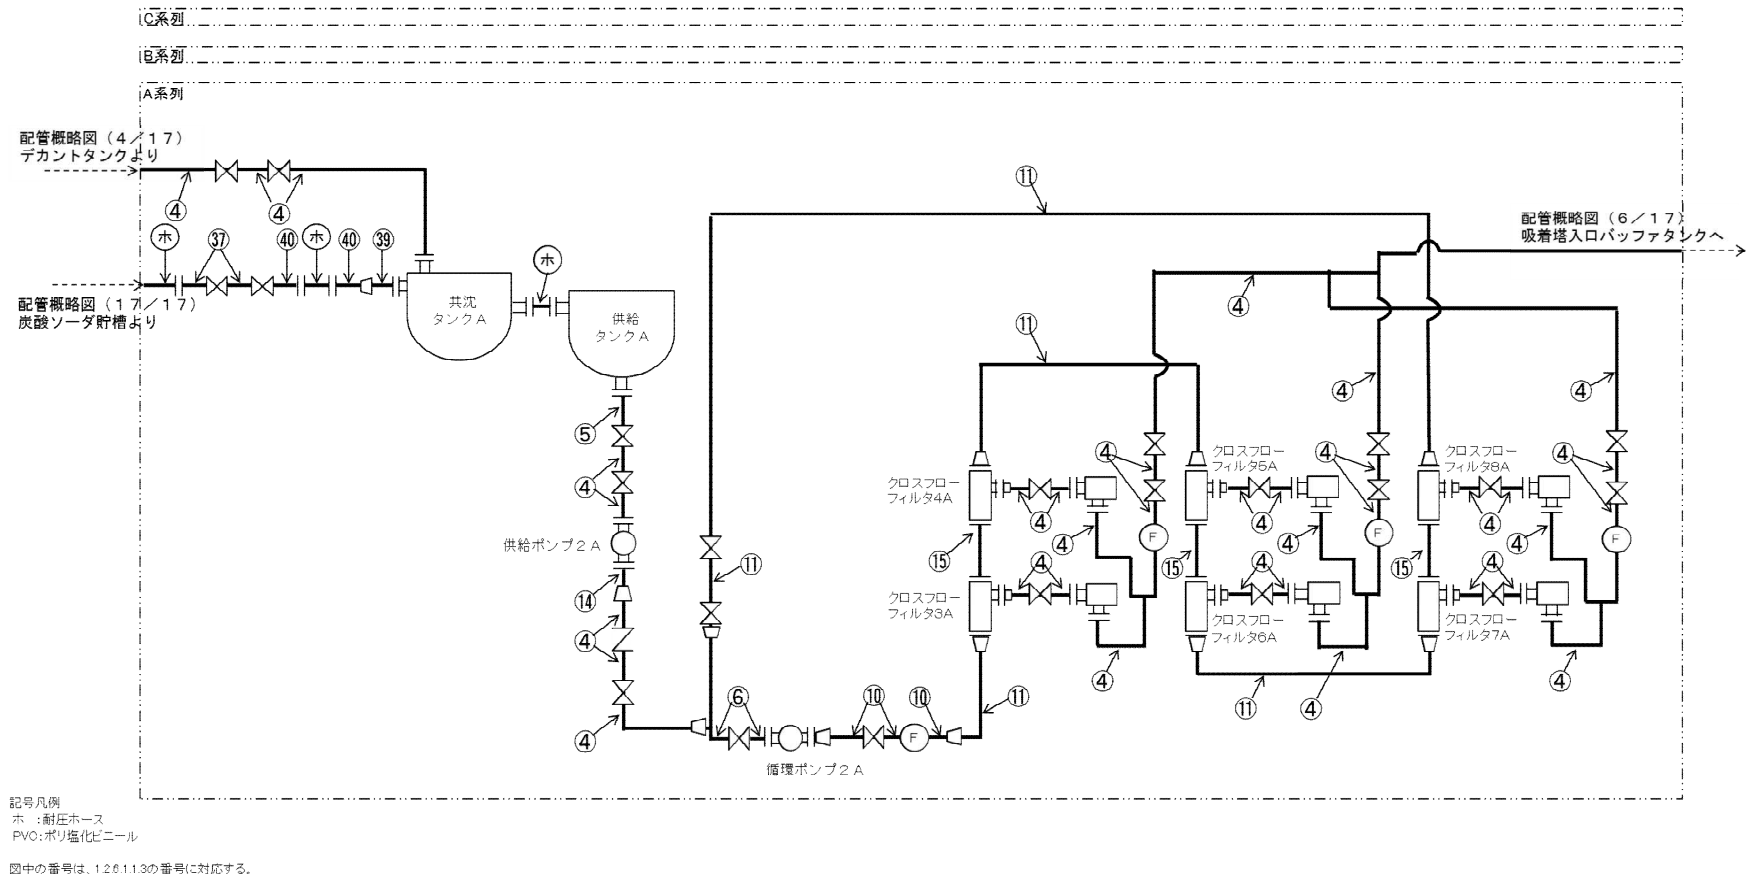 C系列
B系列
A系列
配管概略図（４／１７）
デカントタンクより
④
④
ホ
㊲
㊵
ホ
㊵
㊴
配管概略図（１７／１７）
炭酸ソーダ貯槽より
共沈
タンクA
ホ
供給
タンクA
⑪
配管概略図（６／１７）
吸着塔入口バッファタンクへ
④
⑪
④
④
⑤
④
供給ポンプ２Ａ
⑭
④
④
⑪
クロスフロー
フィルタ4A
④
④
④
F
⑮
④
クロスフロー
フィルタ3A
④
クロスフロー
フィルタ5A
④
④
④
F
⑮
④
クロスフロー
フィルタ6A
④
クロスフロー
フィルタ8A
④
④
④
F
⑮
④
クロスフロー
フィルタ7A
④
⑪
⑥
⑩
F
⑩
⑪
循環ポンプ２Ａ
記号凡例
ホ　：耐圧ホース
PVC：ポリ塩化ビニール
図中の番号は、1.2.6.1.1.3の番号に対応する。